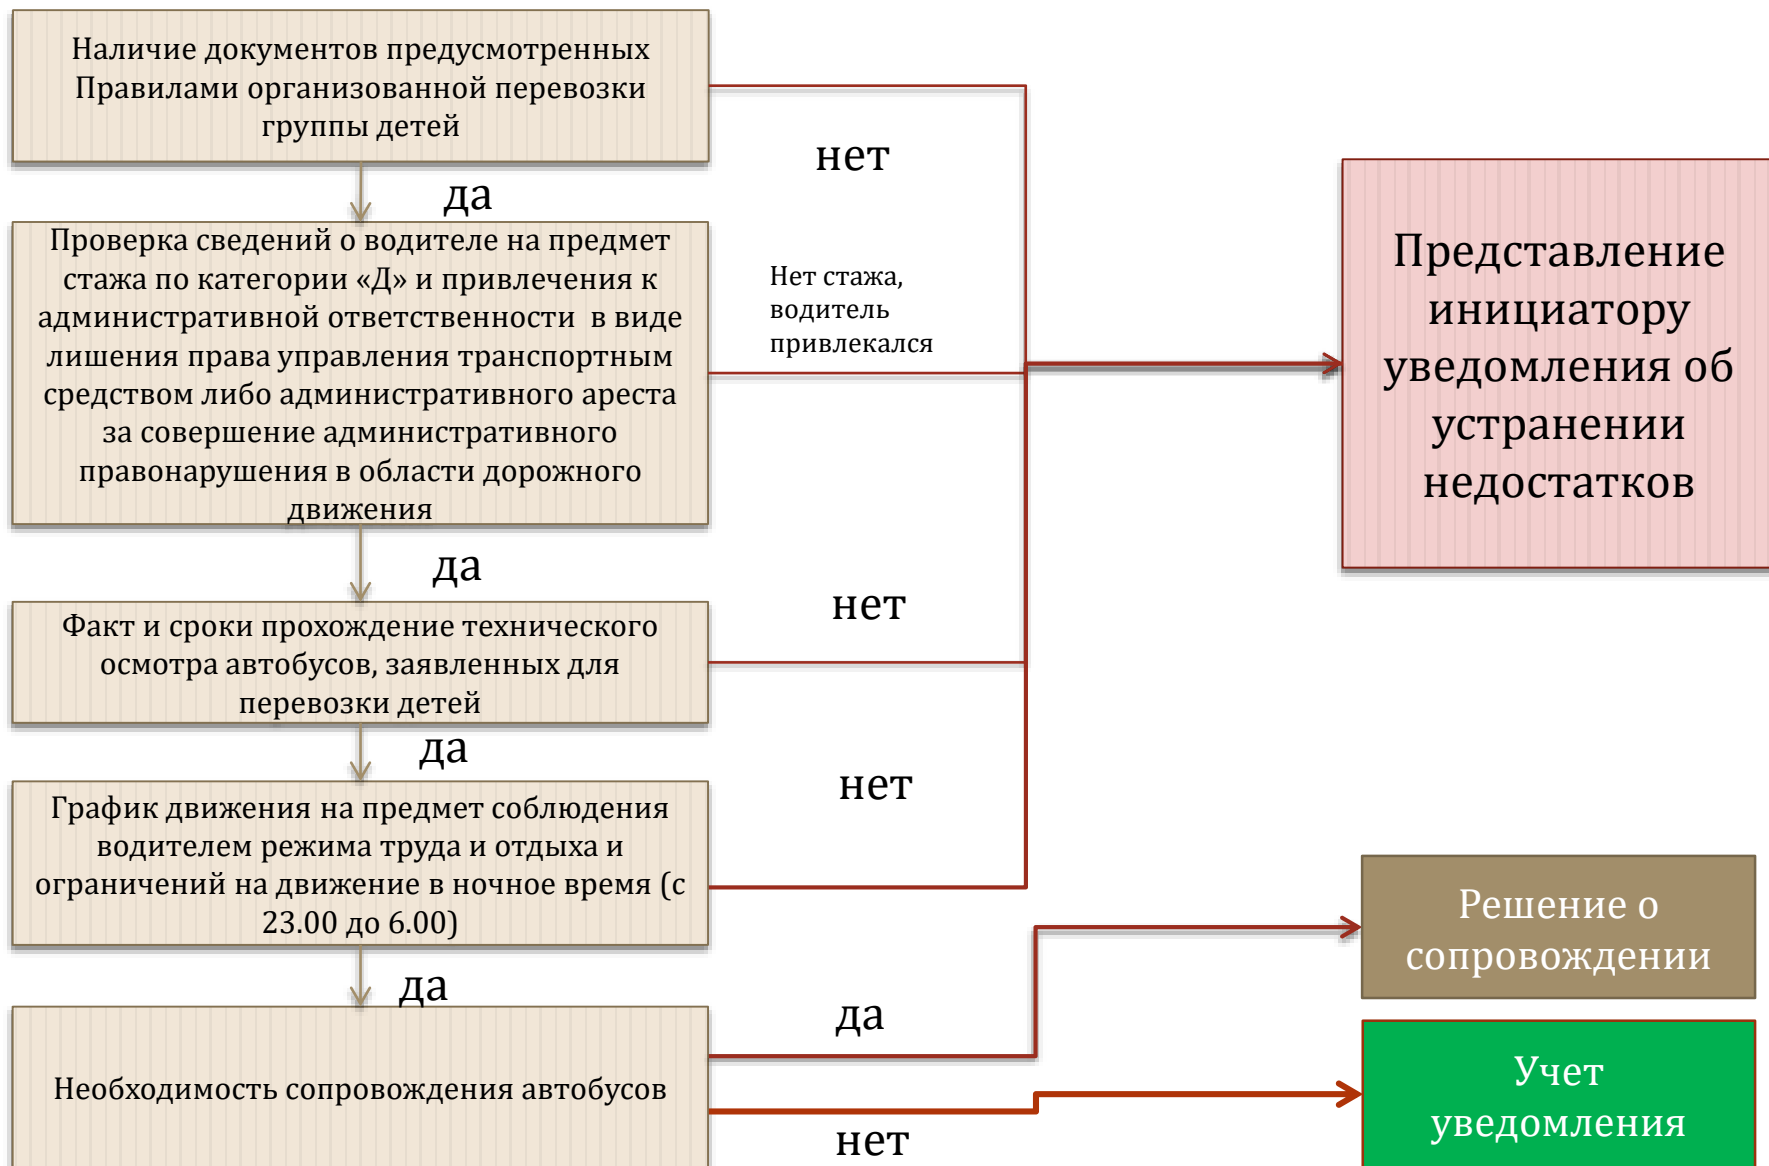 Наличие документов предусмотренных
Правилами организованной перевозки
группы детей
нет
да
Проверка сведений о водителе на предмет
стажа по категории «Д» и привлечения к
административной ответственности в виде
лишения права управления транспортным
средством либо административного ареста
за совершение административного
правонарушения в области дорожного
движения
Нет стажа,
водитель
привлекался
Представление
инициатору
уведомления об
устранении
недостатков
да
Факт и сроки прохождение технического
осмотра автобусов, заявленных для
перевозки детей
нет
да
График движения на предмет соблюдения
водителем режима труда и отдыха и
ограничений на движение в ночное время (с
23.00 до 6.00)
нет
да
Необходимость сопровождения автобусов
да
Решение о
сопровождении
нет
Учет
уведомления